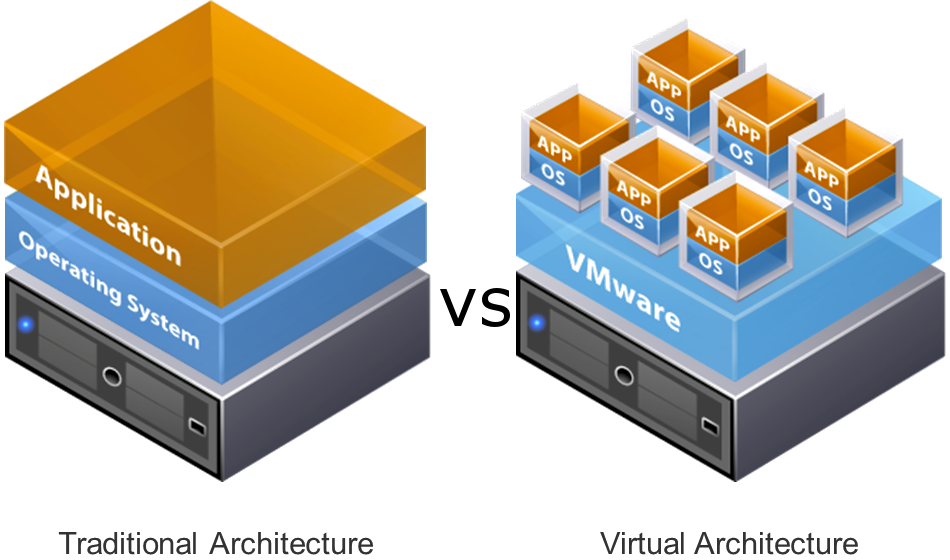 Application
Operating System
vs
APP
OS
APP
OS
APP
OS
APP
OS
APP
OS
APP
OS
VMware
Traditional Architecture
Virtual Architecture